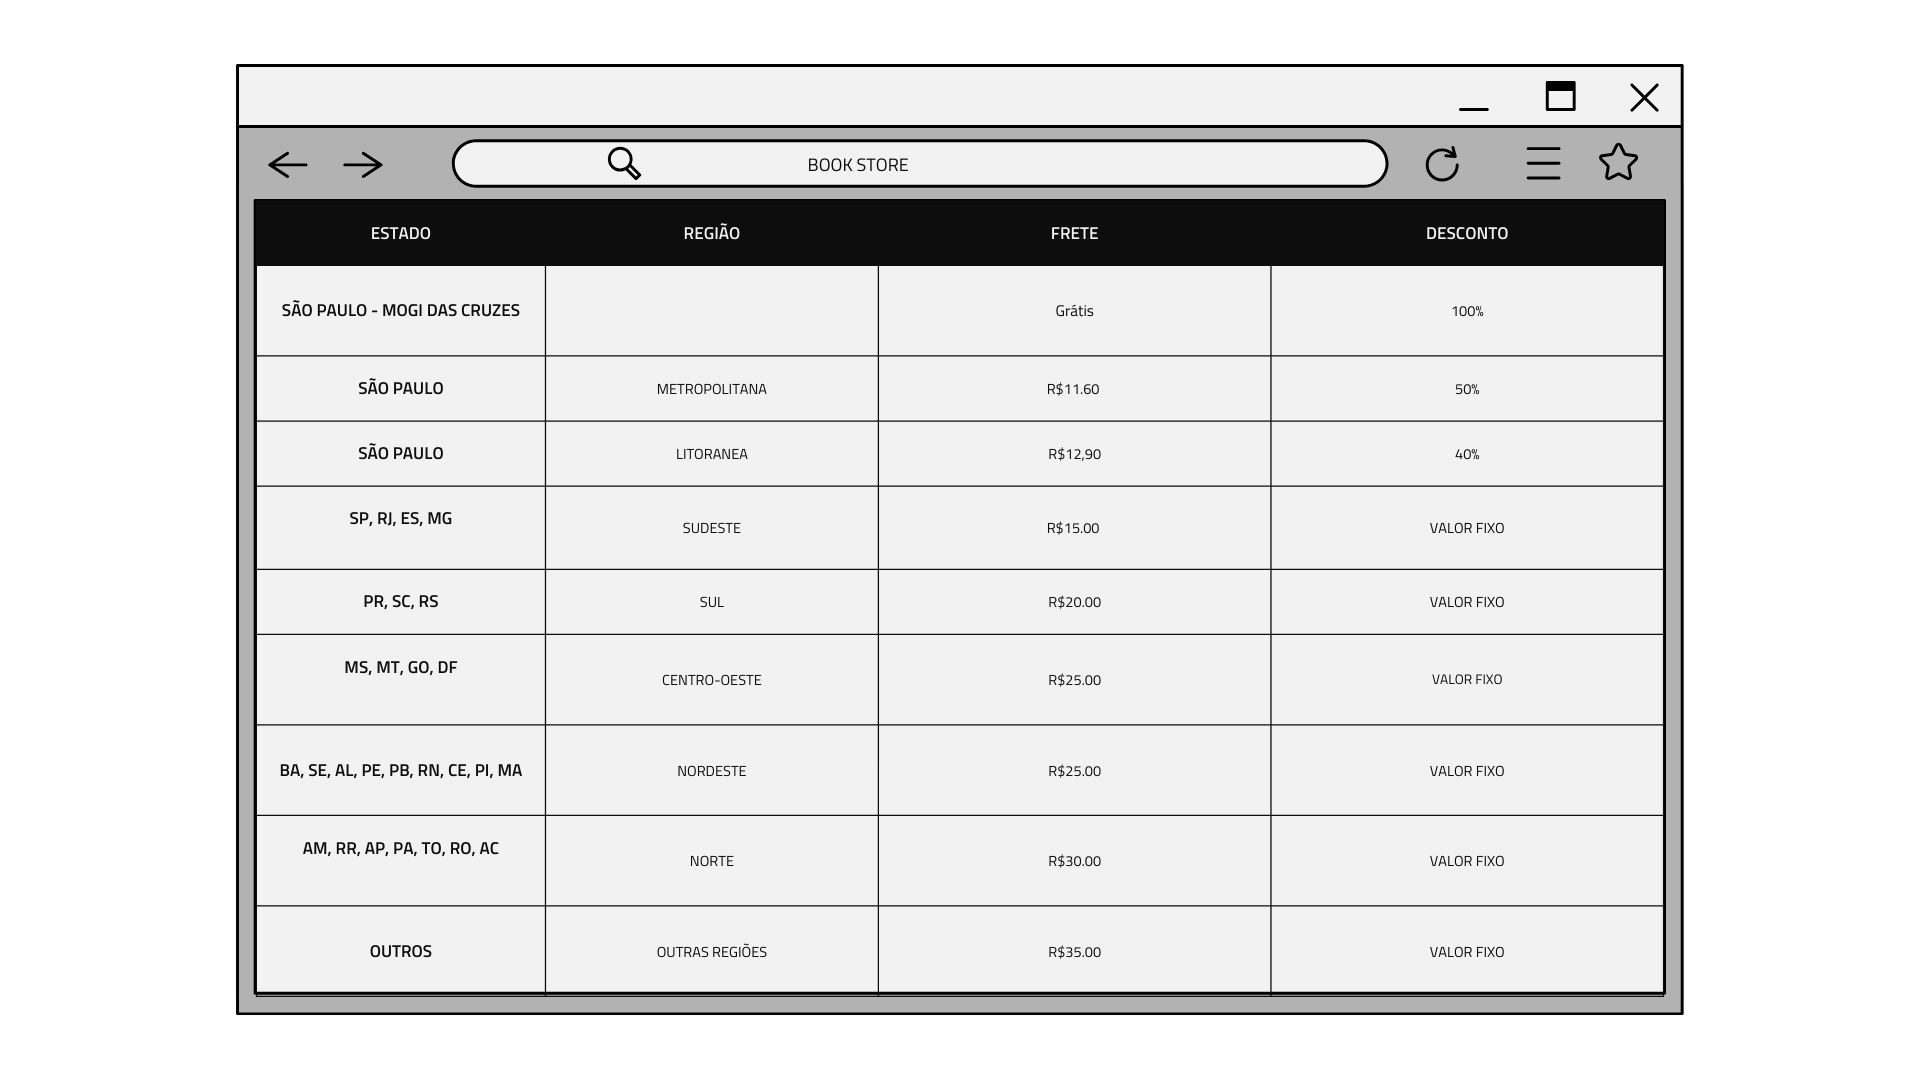 BOOK STORE
ESTADO REGIÃO FRETE DESCONTO
SÃO PAULO - MOGI DAS CRUZES Grátis 100%
SÃO PAULO METROPOLITANA R$11.60 50%
SÃO PAULO LITORANEA R$12,90 40%
SP, RJ, ES, MG SUDESTE R$15.00 VALOR FIXO
PR, SC, RS SUL R$20.00 VALOR FIXO
MS, MT, GO, DF CENTRO-OESTE R$25.00 VALOR FIXO
BA, SE, AL, PE, PB, RN, CE, PI, MA NORDESTE R$25.00 VALOR FIXO
AM, RR, AP, PA, TO, RO, AC NORTE R$30.00 VALOR FIXO
OUTROS OUTRAS REGIÕES R$35.00 VALOR FIXO